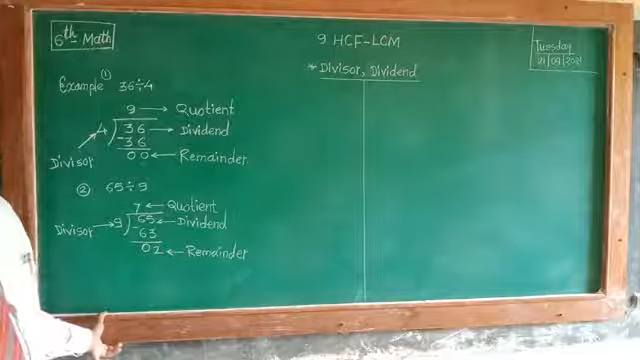 6th Math
9 HCF-LCM
Tuesday
21/09/2021
* Divisor, Dividend
Example ① 36÷4
9 → Quotient
4 ) 36 → Dividend
-36
Divisor
00 ← Remainder
② 65÷9
7 ← Quotient
Divisor → 9 ) 65 ← Dividend
-63
02 ← Remainder